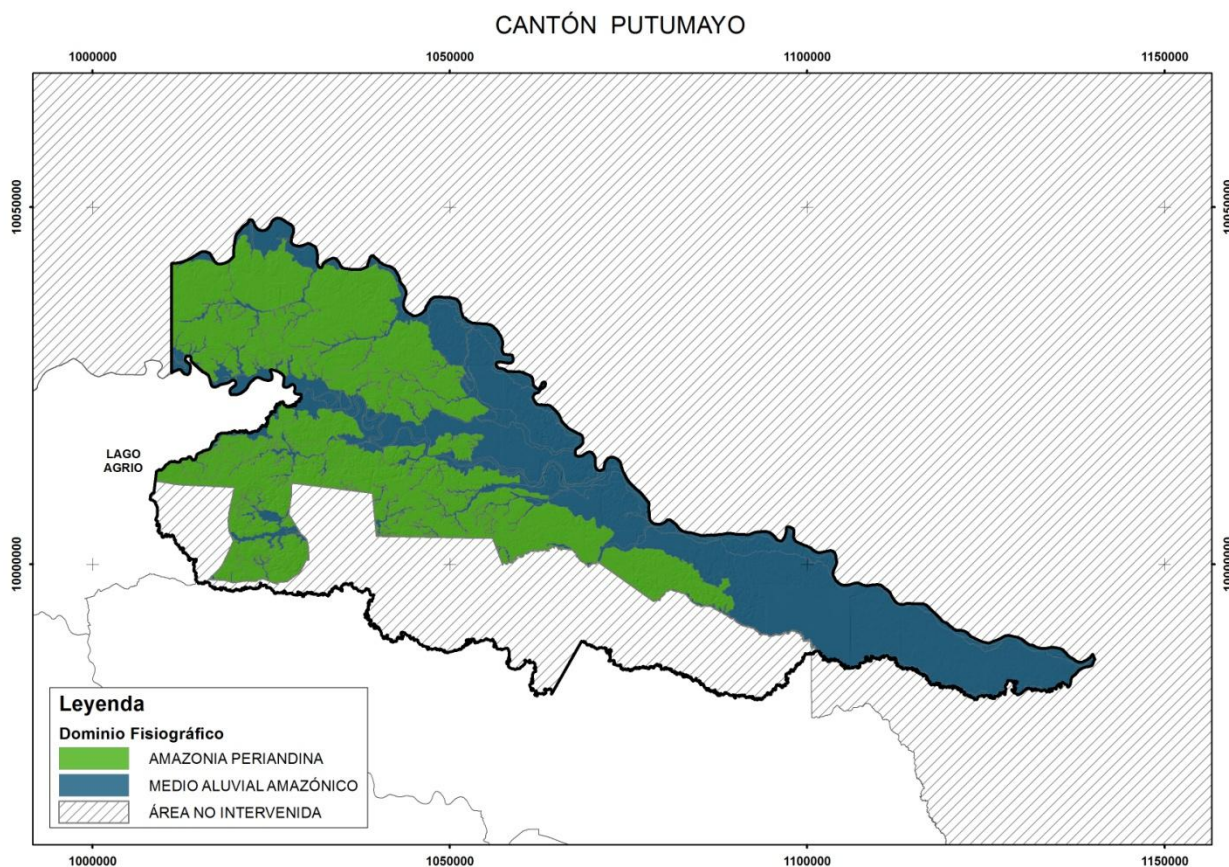 CANTÓN PUTUMAYO
1000000 1050000 1100000 1150000
10050000 10050000
LAGO
AGRIO
10000000 10000000
Leyenda
Dominio Fisiográfico
AMAZONIA PERIANDINA
MEDIO ALUVIAL AMAZÓNICO
ÁREA NO INTERVENIDA
1000000 1050000 1100000 1150000